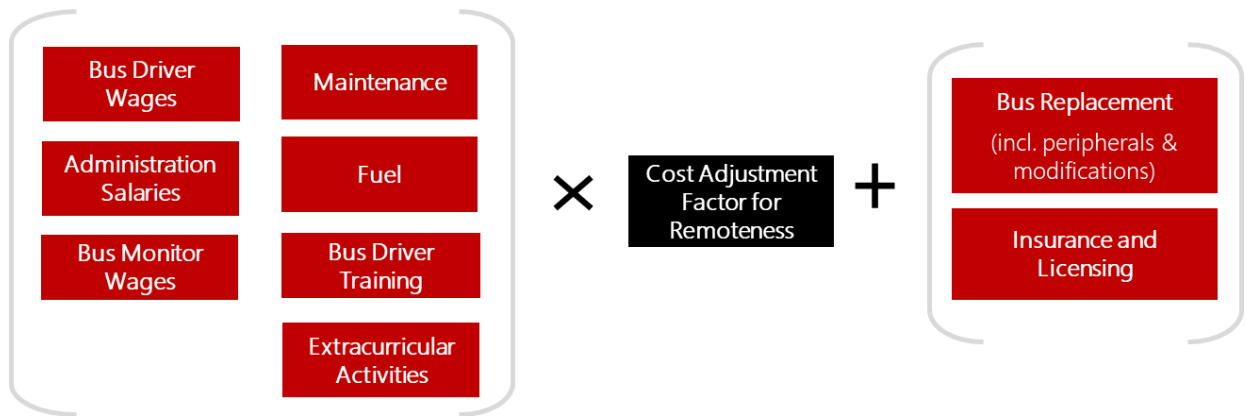 Bus Driver
Wages
Administration
Salaries
Bus Monitor
Wages
Maintenance
Fuel
Bus Driver
Training
Extracurricular
Activities
×
Cost Adjustment
Factor for
Remoteness
+
Bus Replacement
(incl. peripherals &
modifications)
Insurance and
Licensing